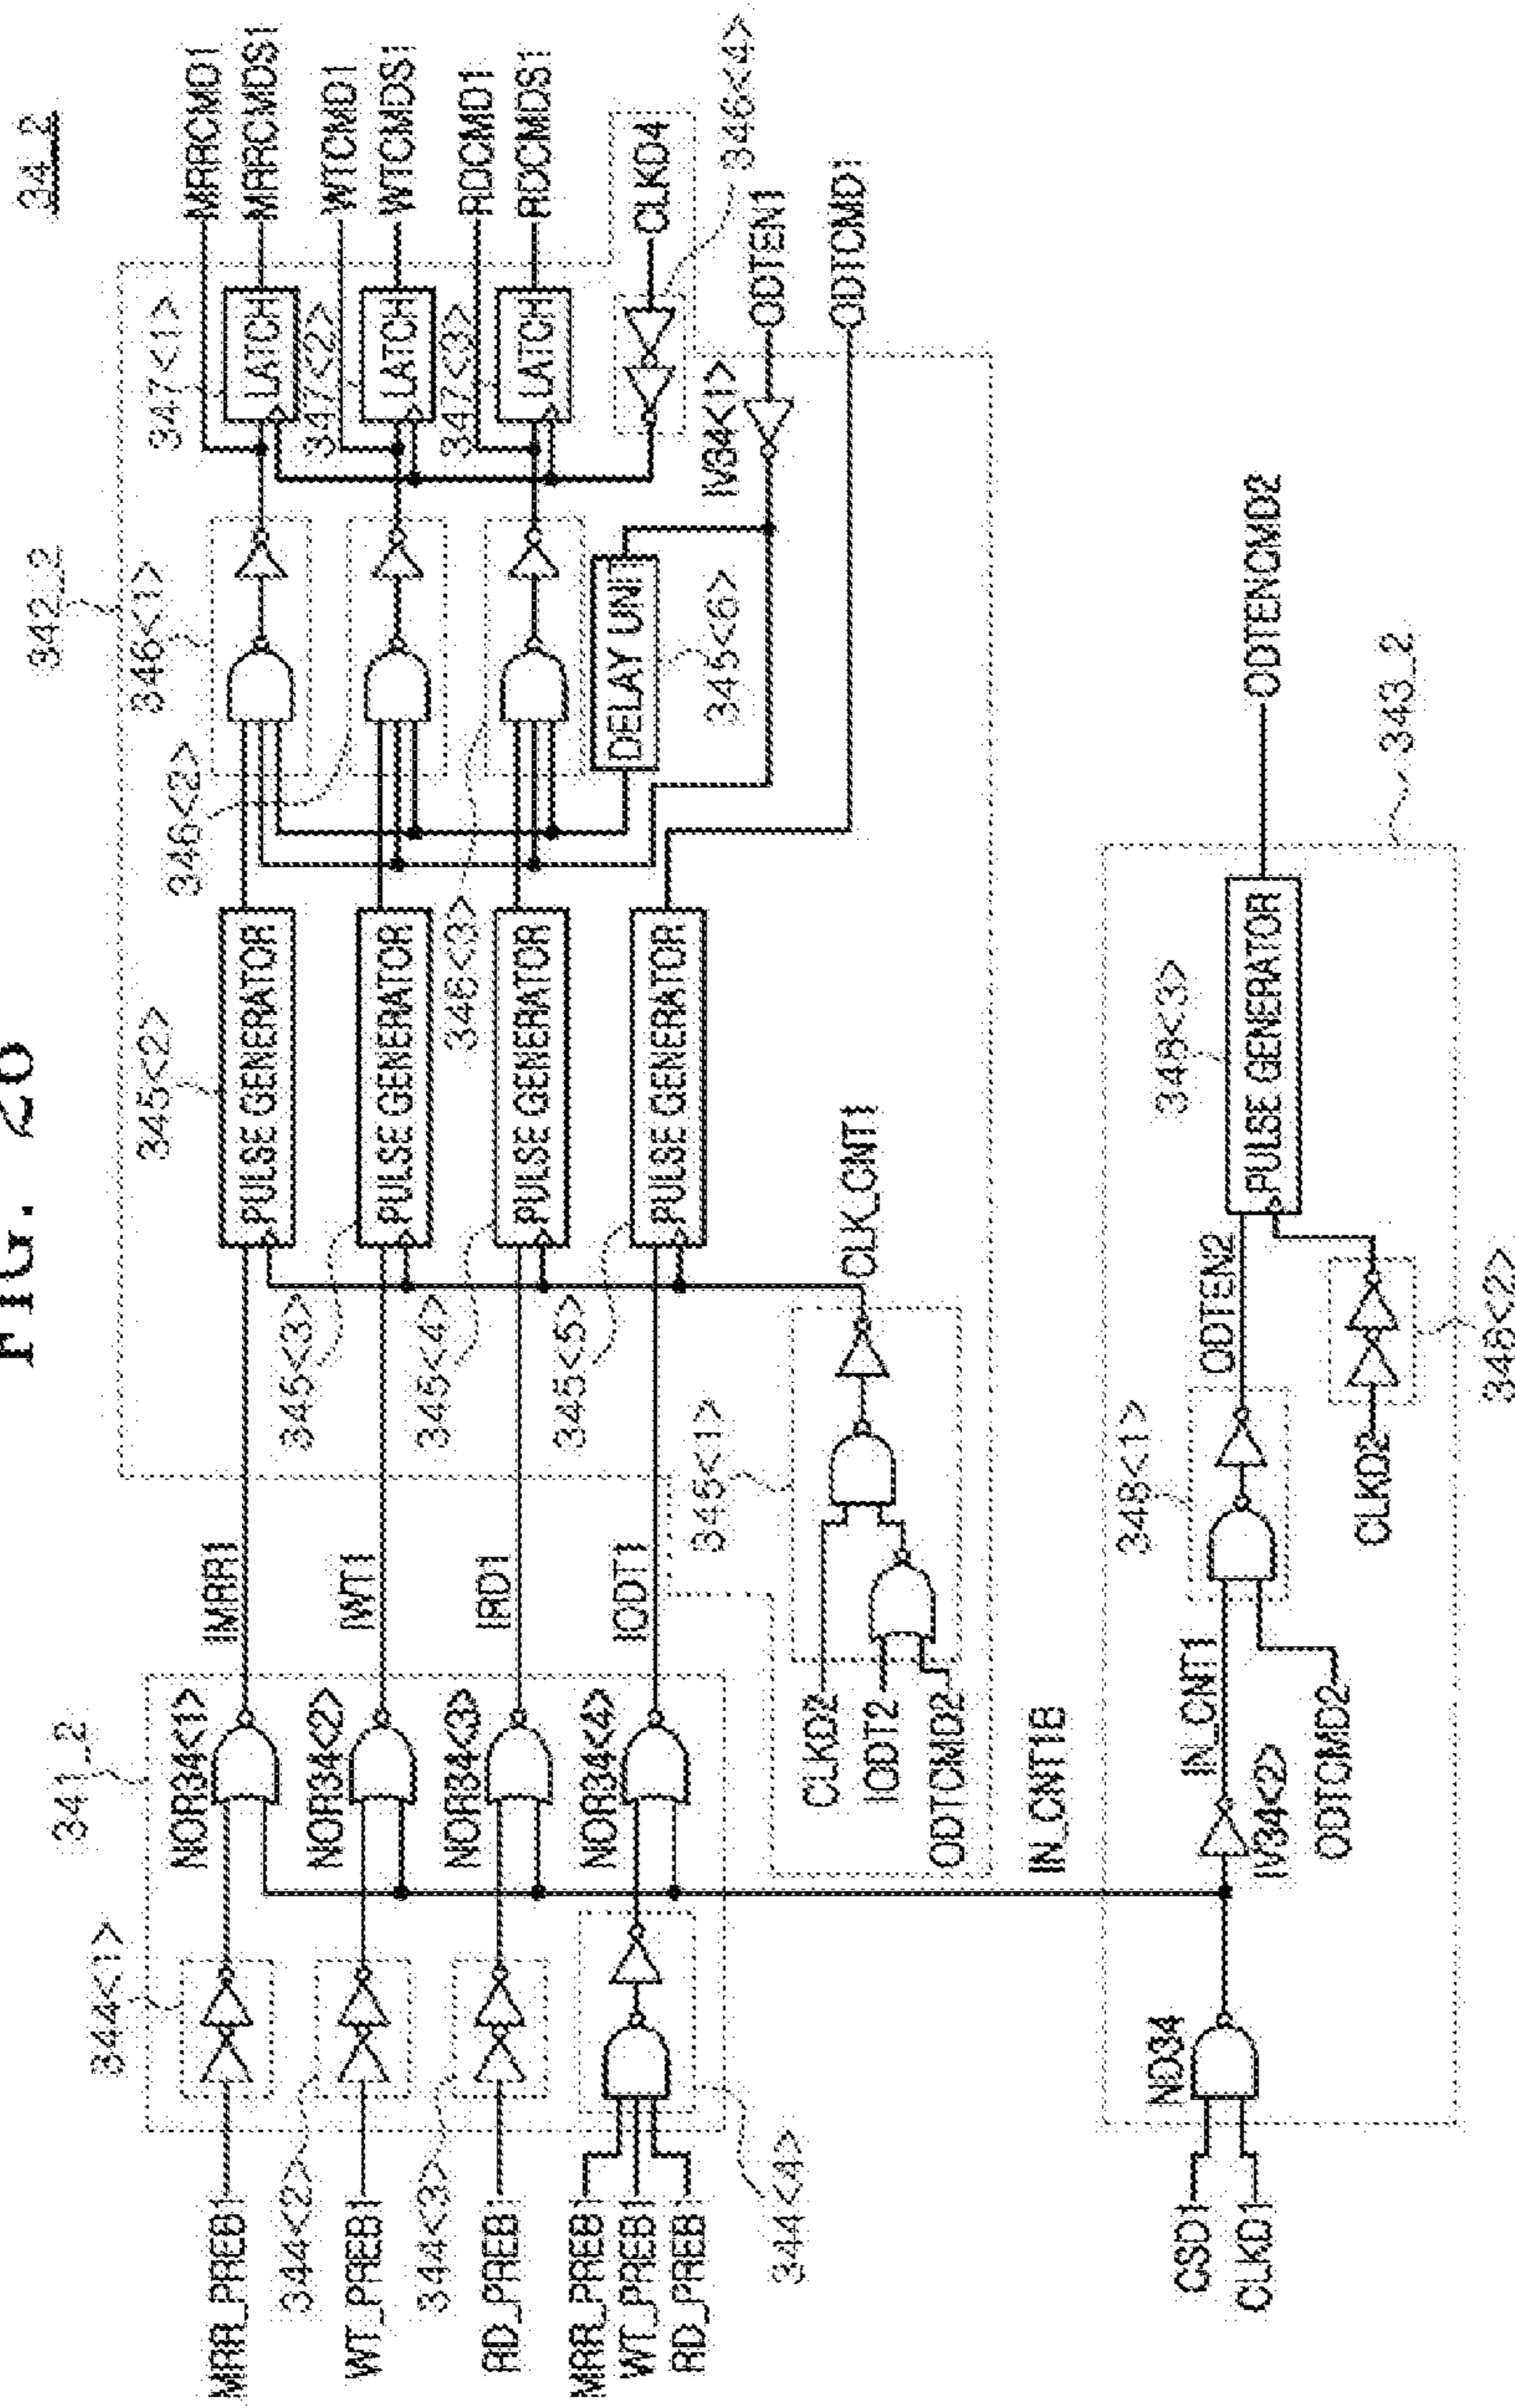 FIG. 20
34_2
341_2
342_2
344<1>
NOR34<1>
MRR_PREB1
IMRR1
345<2>
PULSE GENERATOR
346<1>
347<1>
LATCH
MRRCMD1
MRRCMDS1
344<2>
NOR34<2>
WT_PREB1
IWT1
345<3>
PULSE GENERATOR
346<2>
347<2>
LATCH
WTCMD1
WTCMDS1
344<3>
NOR34<3>
RD_PREB1
IRD1
345<4>
PULSE GENERATOR
346<3>
347<3>
LATCH
RDCMD1
RDCMDS1
MRR_PREB1
WT_PREB1
RD_PREB1
344<4>
NOR34<4>
IODT1
345<5>
PULSE GENERATOR
DELAY UNIT
345<6>
CLKD4
346<4>
IV34<1>
ODTEN1
ODTCMD1
345<1>
CLKD2
IODT2
ODTCMD2
CLK_CNT1
IN_CNT1B
CSD1
CLKD1
ND34
IN_CNT1
IV34<2>
ODTCMD2
348<1>
ODTEN2
CLKD2
348<2>
348<3>
PULSE GENERATOR
ODTENCMD2
343_2